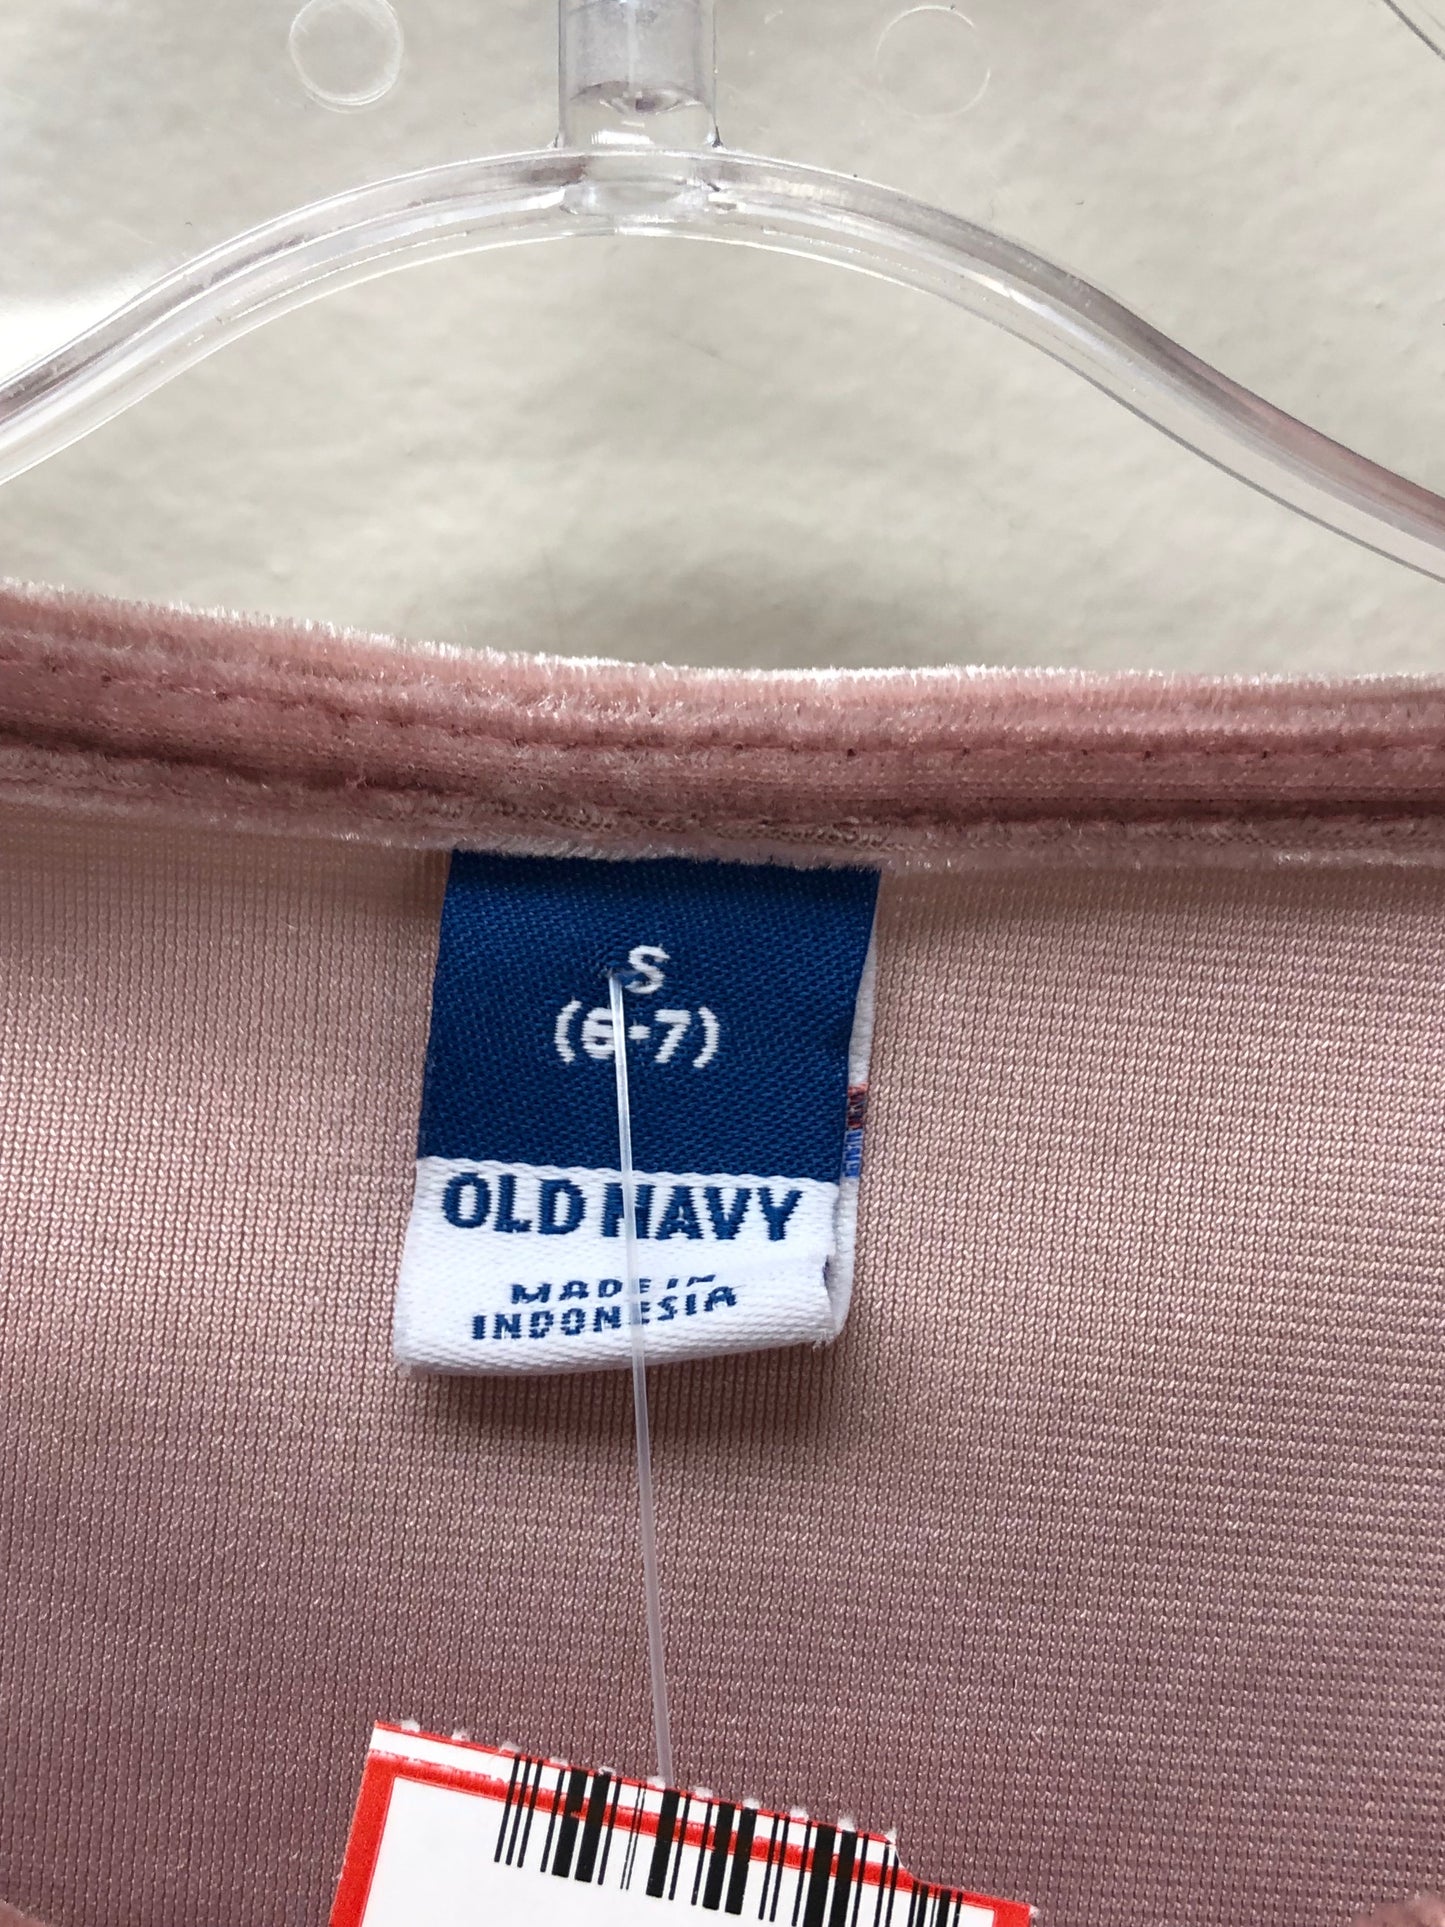 S
(6-7)
OLD NAVY
MADE IN
INDONESIA